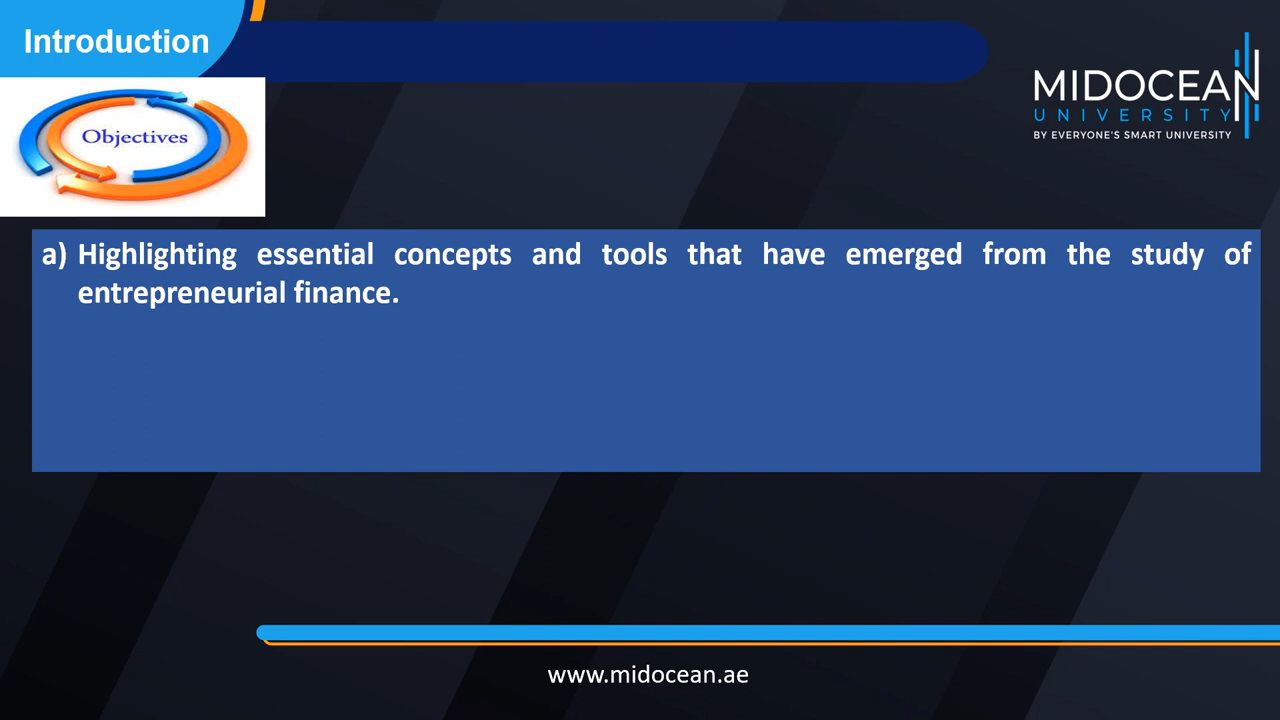 Introduction
MIDOCEAN
UNIVERSITY
BY EVERYONE'S SMART UNIVERSITY
Objectives
a) Highlighting essential concepts and tools that have emerged from the study of
entrepreneurial finance.
www.midocean.ae